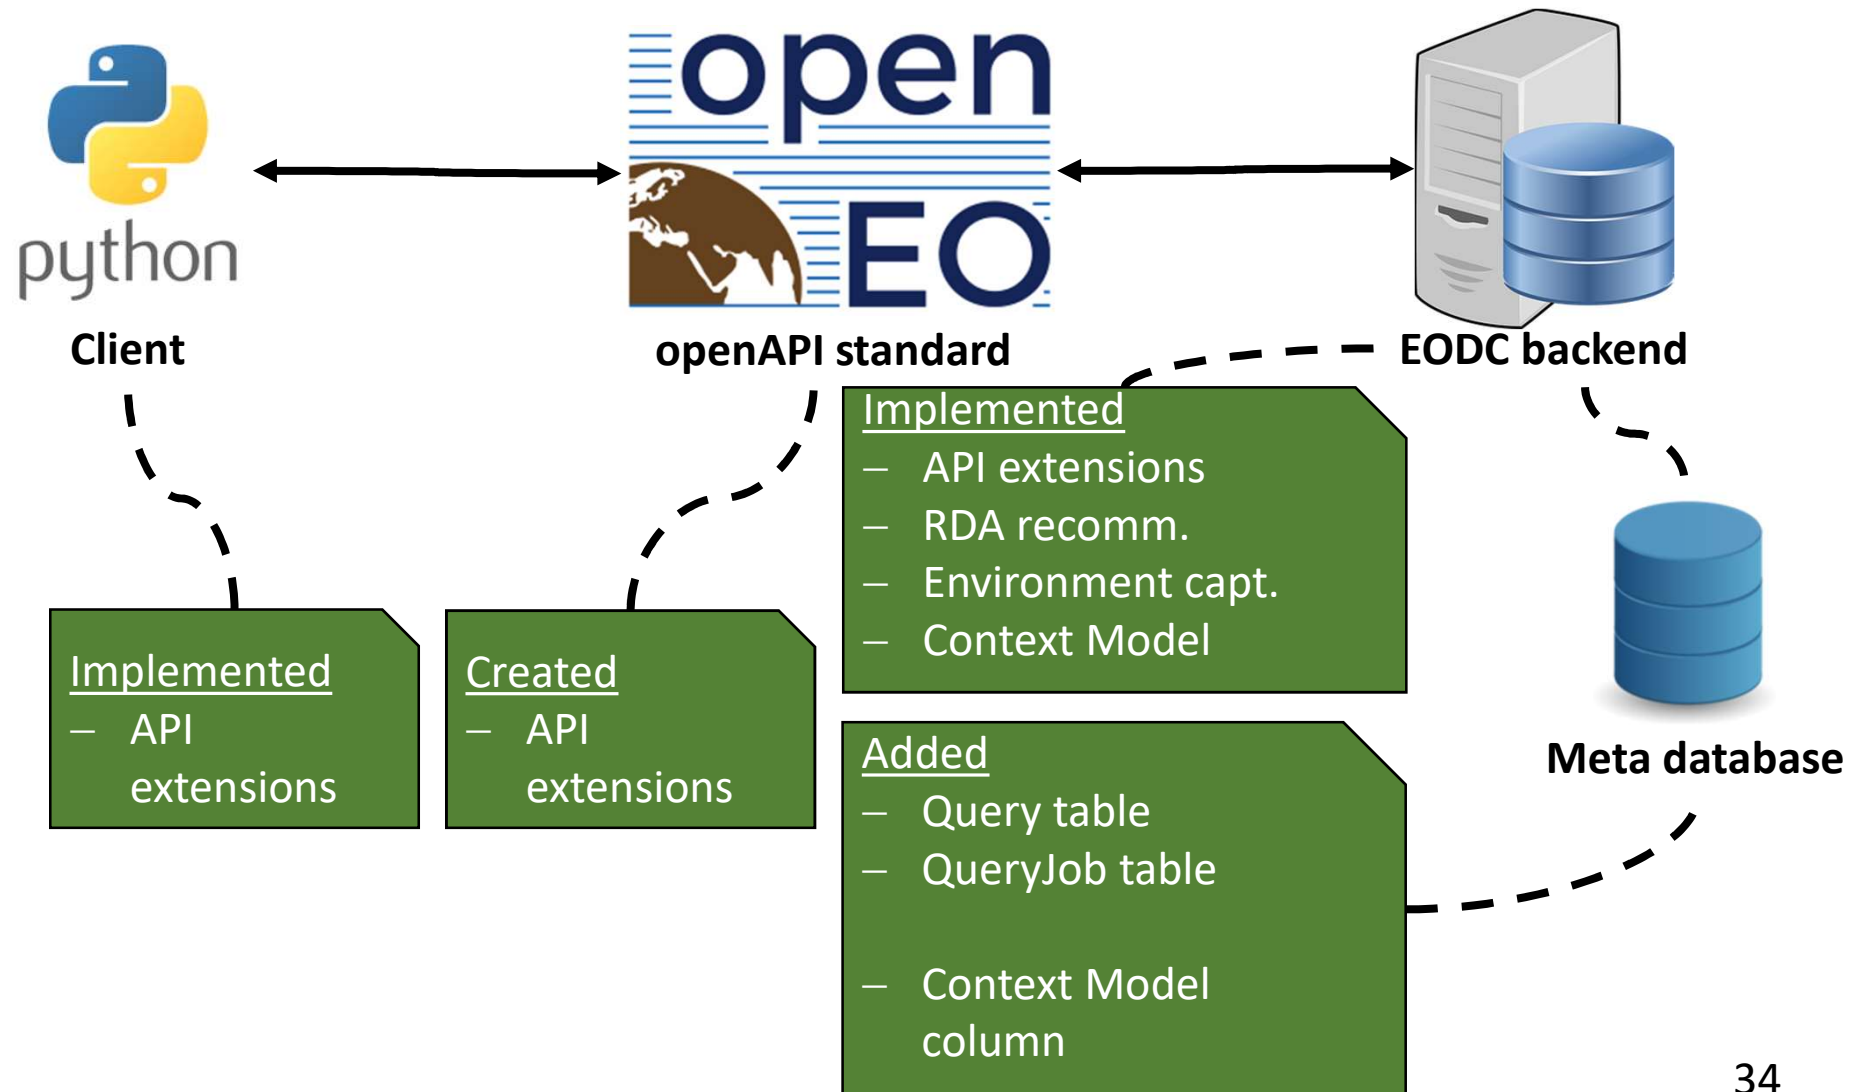 python
open
EO
Client
openAPI standard
EODC backend
Implemented
– API
extensions
Created
– API
extensions
Implemented
– API extensions
– RDA recomm.
– Environment capt.
– Context Model
Meta database
Added
– Query table
– QueryJob table
– Context Model
column
34